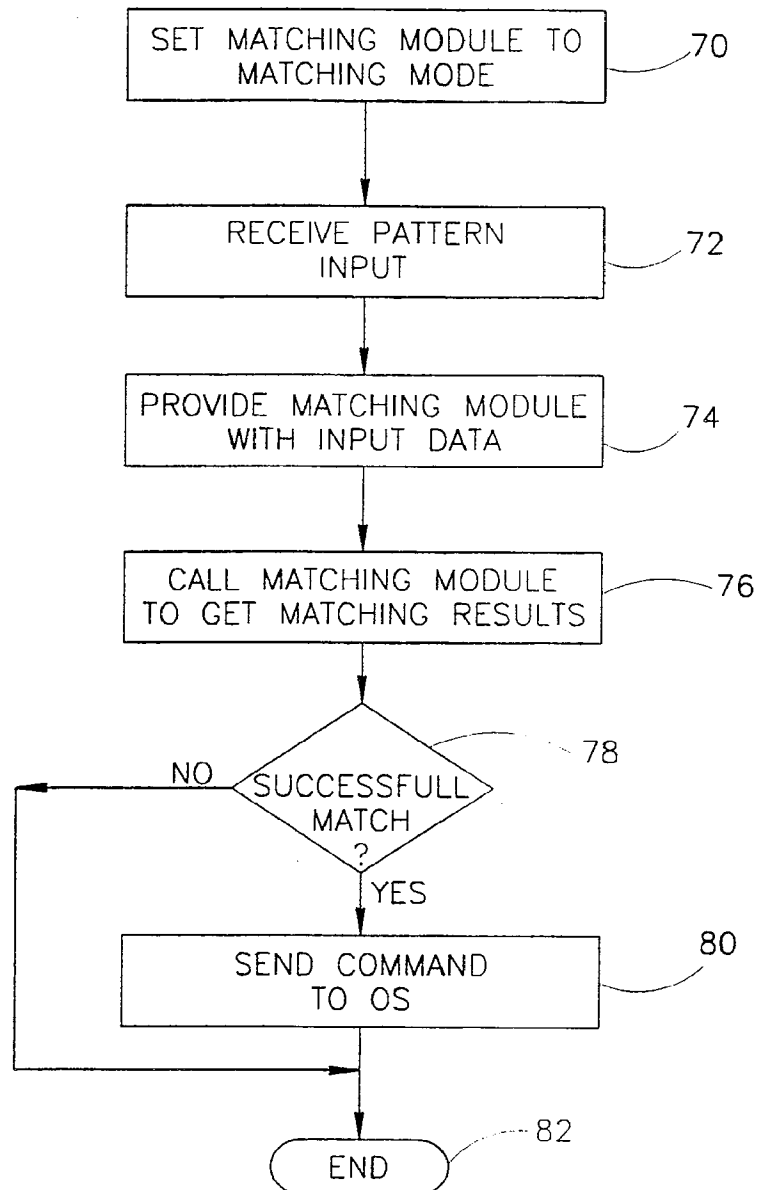 SET MATCHING MODULE TO
MATCHING MODE
70
RECEIVE PATTERN
INPUT
72
PROVIDE MATCHING MODULE
WITH INPUT DATA
74
CALL MATCHING MODULE
TO GET MATCHING RESULTS
76
78
NO
SUCCESSFULL
MATCH
?
YES
SEND COMMAND
TO OS
80
END
82